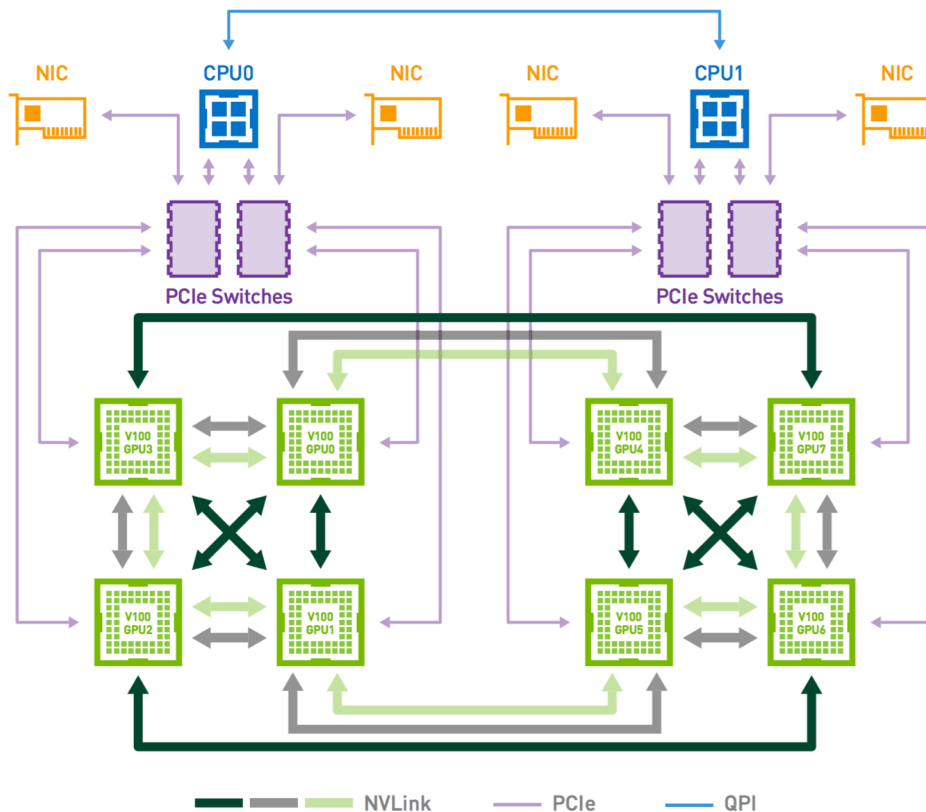 CPU0
CPU1
NIC
NIC
NIC
NIC
PCIe Switches
PCIe Switches
V100
GPU3
V100
GPU0
V100
GPU4
V100
GPU7
V100
GPU2
V100
GPU1
V100
GPU5
V100
GPU6
NVLink
PCIe
QPI